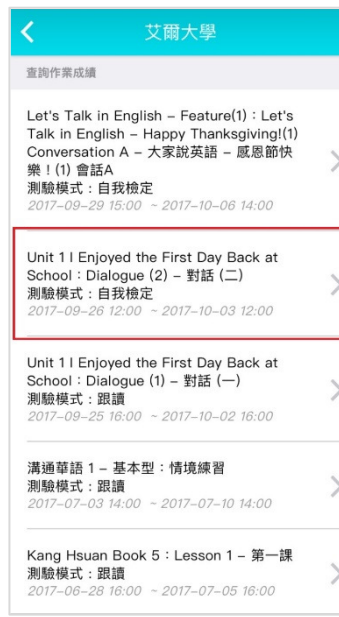 艾爾大學
查詢作業成績
Let's Talk in English – Feature(1)：Let's
Talk in English – Happy Thanksgiving!(1)
Conversation A – 大家說英語 – 感恩節快
樂！(1) 會話A
測驗模式：自我檢定
2017-09-29 15:00 ~ 2017-10-06 14:00
Unit 1 I Enjoyed the First Day Back at
School：Dialogue (2) – 對話 (二)
測驗模式：自我檢定
2017-09-26 12:00 ~ 2017-10-03 12:00
Unit 1 I Enjoyed the First Day Back at
School：Dialogue (1) – 對話 (一)
測驗模式：跟讀
2017-09-25 16:00 ~ 2017-10-02 16:00
溝通華語 1 – 基本型：情境練習
測驗模式：跟讀
2017-07-03 14:00 ~ 2017-07-10 14:00
Kang Hsuan Book 5：Lesson 1 – 第一課
測驗模式：跟讀
2017-06-28 16:00 ~ 2017-07-05 16:00